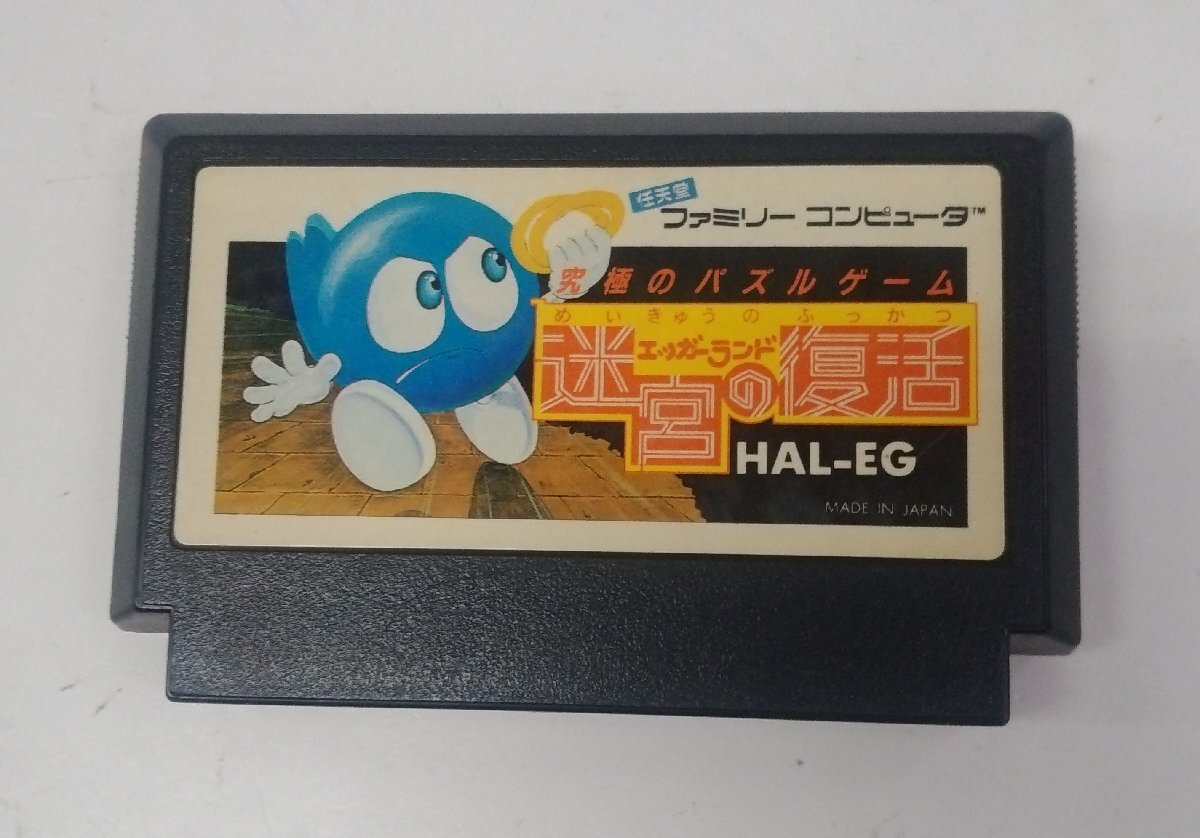 任天堂
ファミリー コンピュータ™
究極のパズルゲーム
めいきゅうのふっかつ
エッガーランド
迷宮の復活
HAL-EG
MADE IN JAPAN